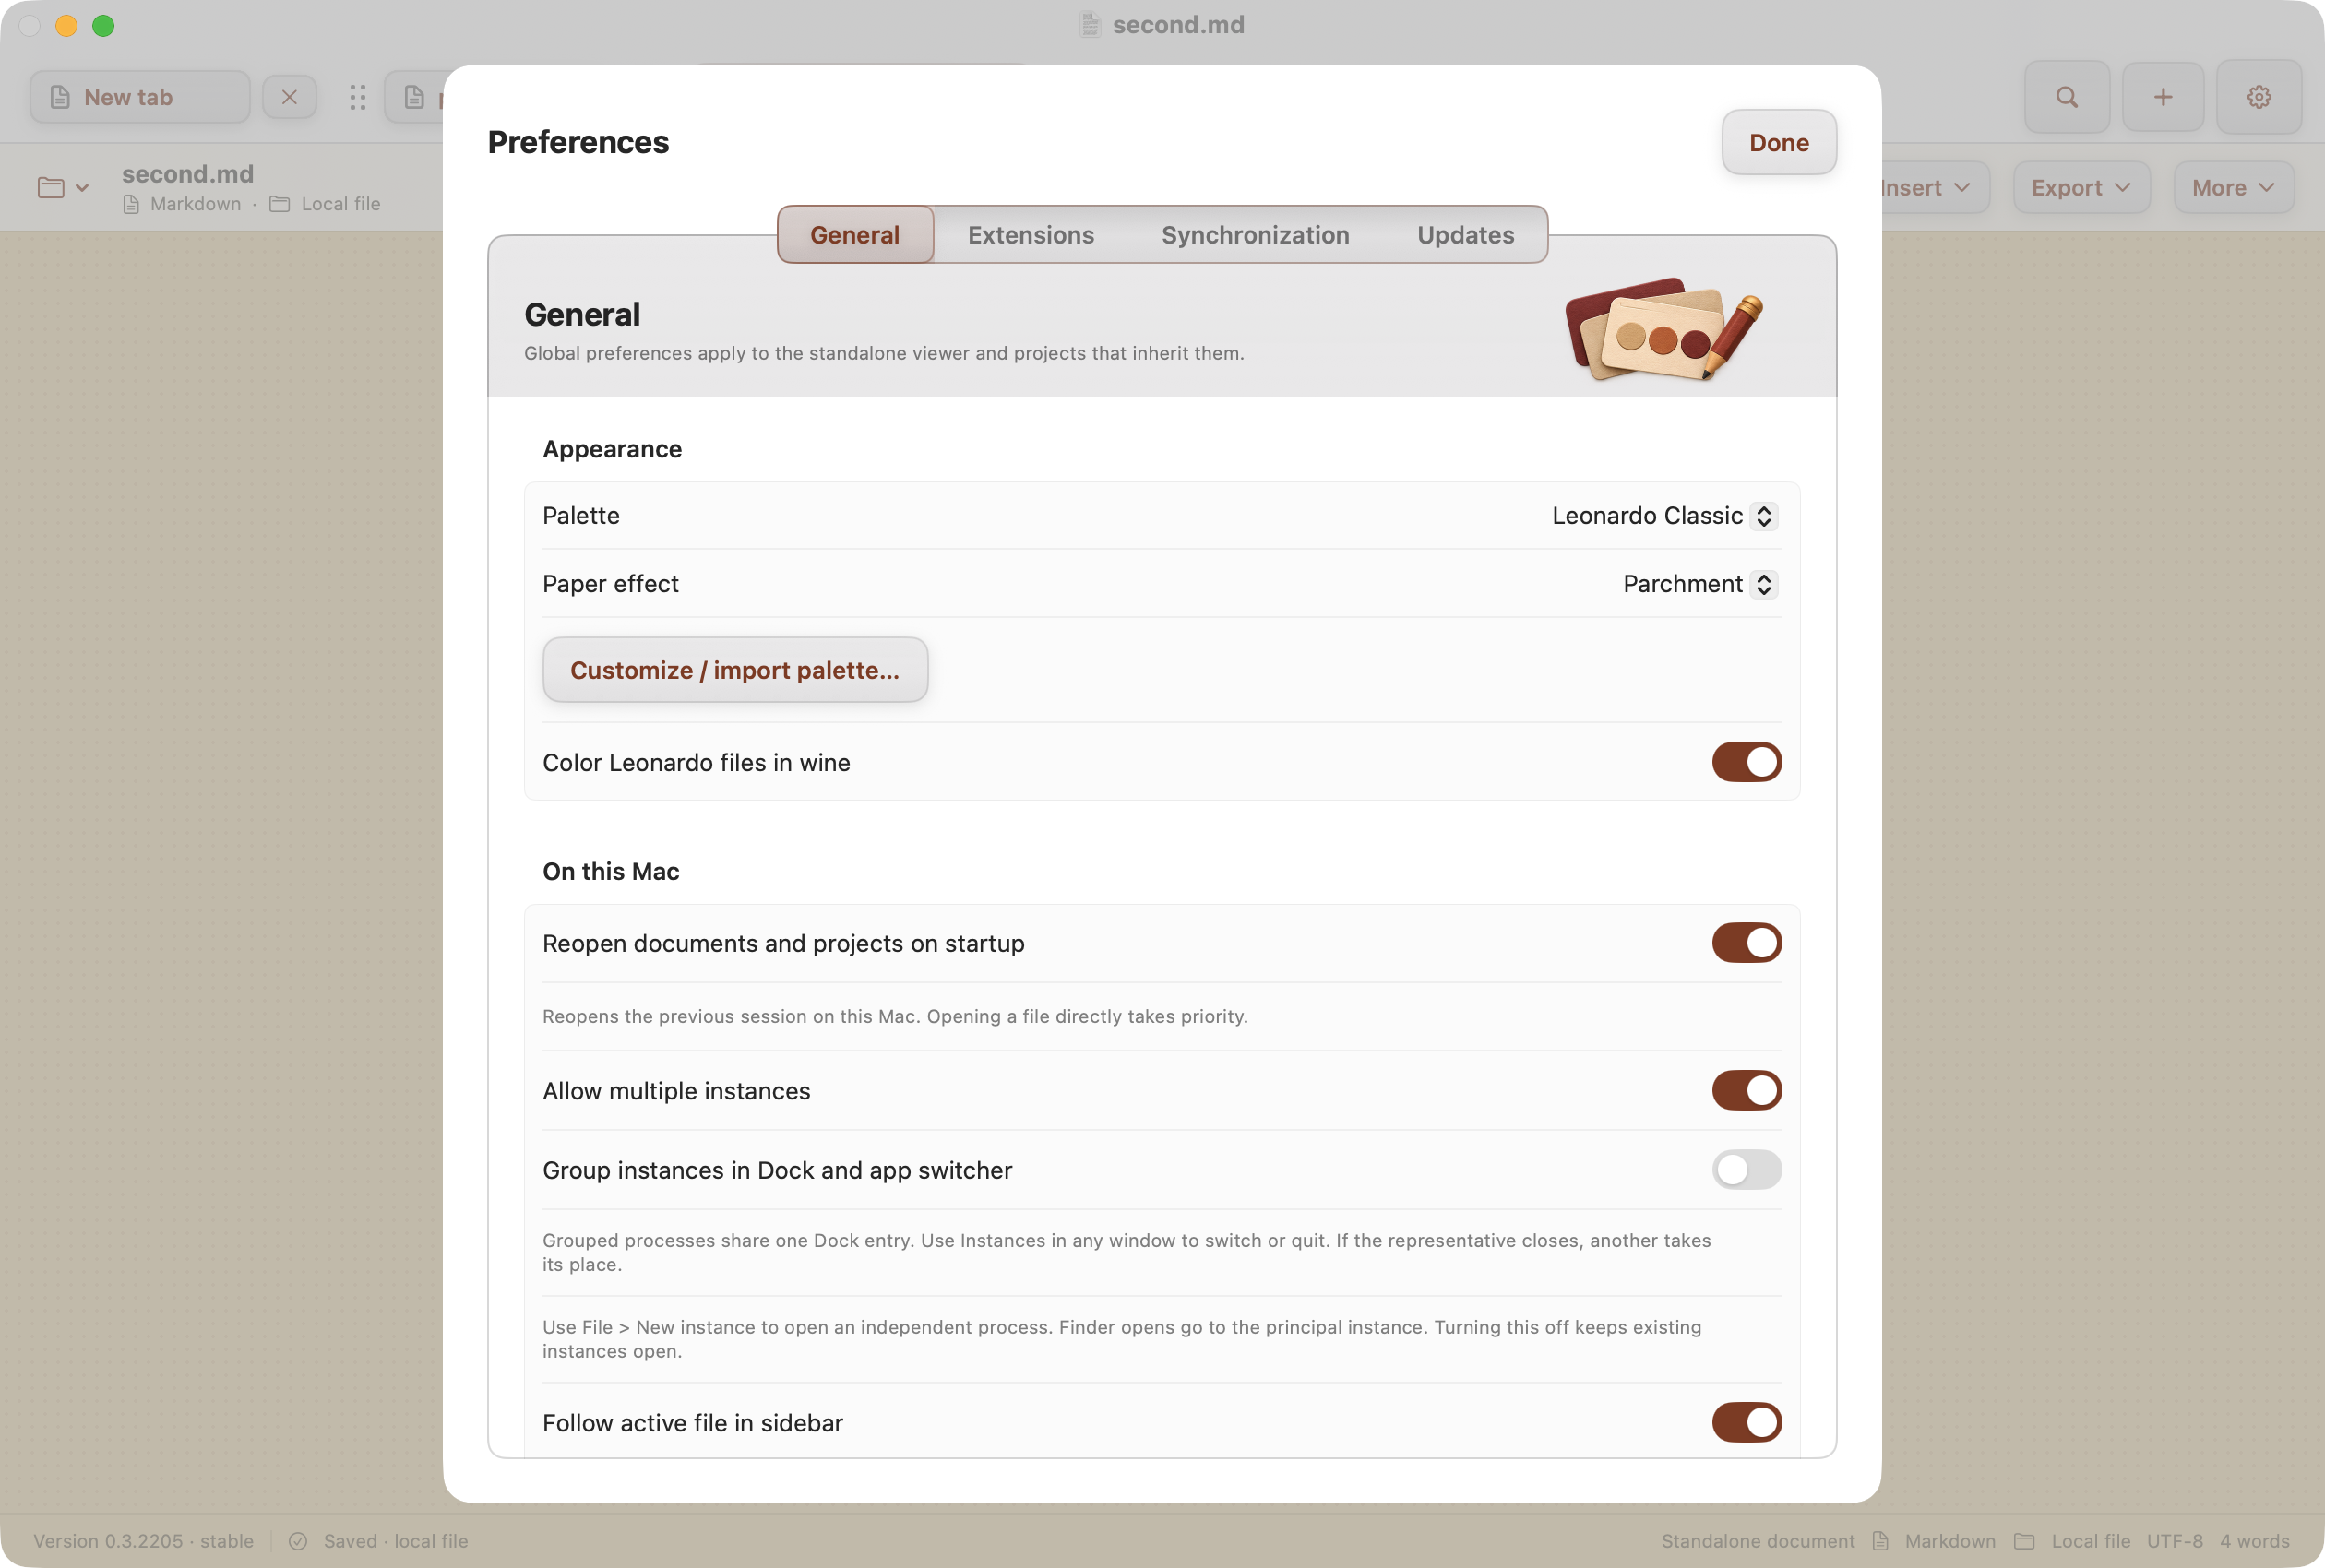 second.md
New tab
second.md
Markdown · Local file
Insert
Export
More
Preferences
Done
General
Extensions
Synchronization
Updates
General
Global preferences apply to the standalone viewer and projects that inherit them.
Appearance
Palette
Leonardo Classic
Paper effect
Parchment
Customize / import palette...
Color Leonardo files in wine
On this Mac
Reopen documents and projects on startup
Reopens the previous session on this Mac. Opening a file directly takes priority.
Allow multiple instances
Group instances in Dock and app switcher
Grouped processes share one Dock entry. Use Instances in any window to switch or quit. If the representative closes, another takes
its place.
Use File > New instance to open an independent process. Finder opens go to the principal instance. Turning this off keeps existing
instances open.
Follow active file in sidebar
Version 0.3.2205 · stable
Saved · local file
Standalone document
Markdown
Local file
UTF-8
4 words